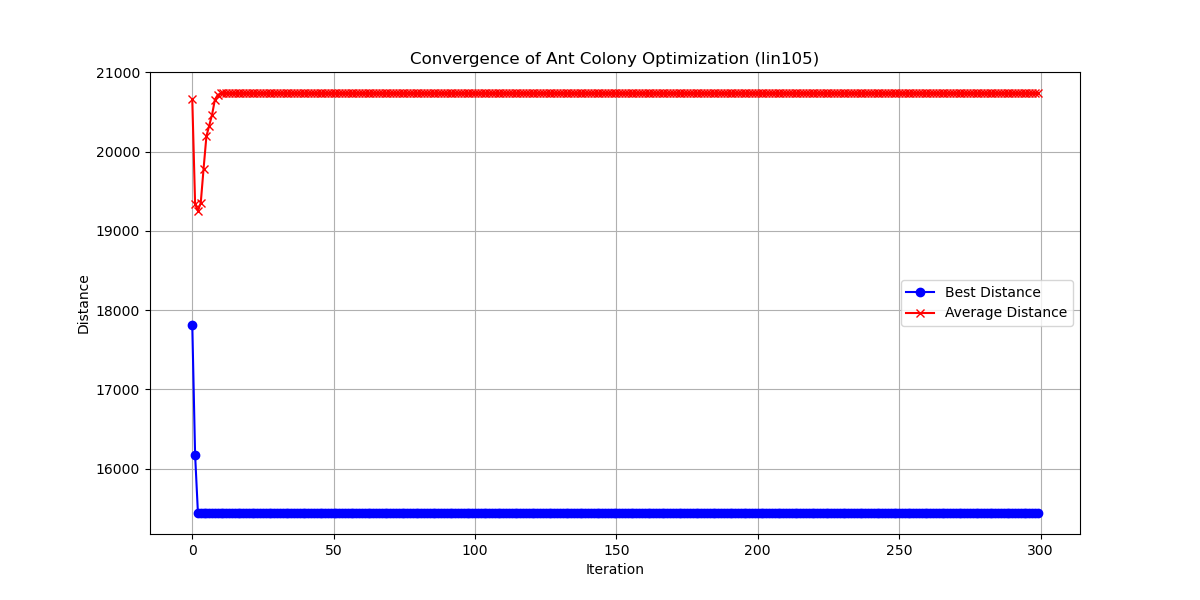 Convergence of Ant Colony Optimization (lin105)
21000
20000
19000
18000
17000
16000
Distance
Best Distance
Average Distance
0 50 100 150 200 250 300
Iteration